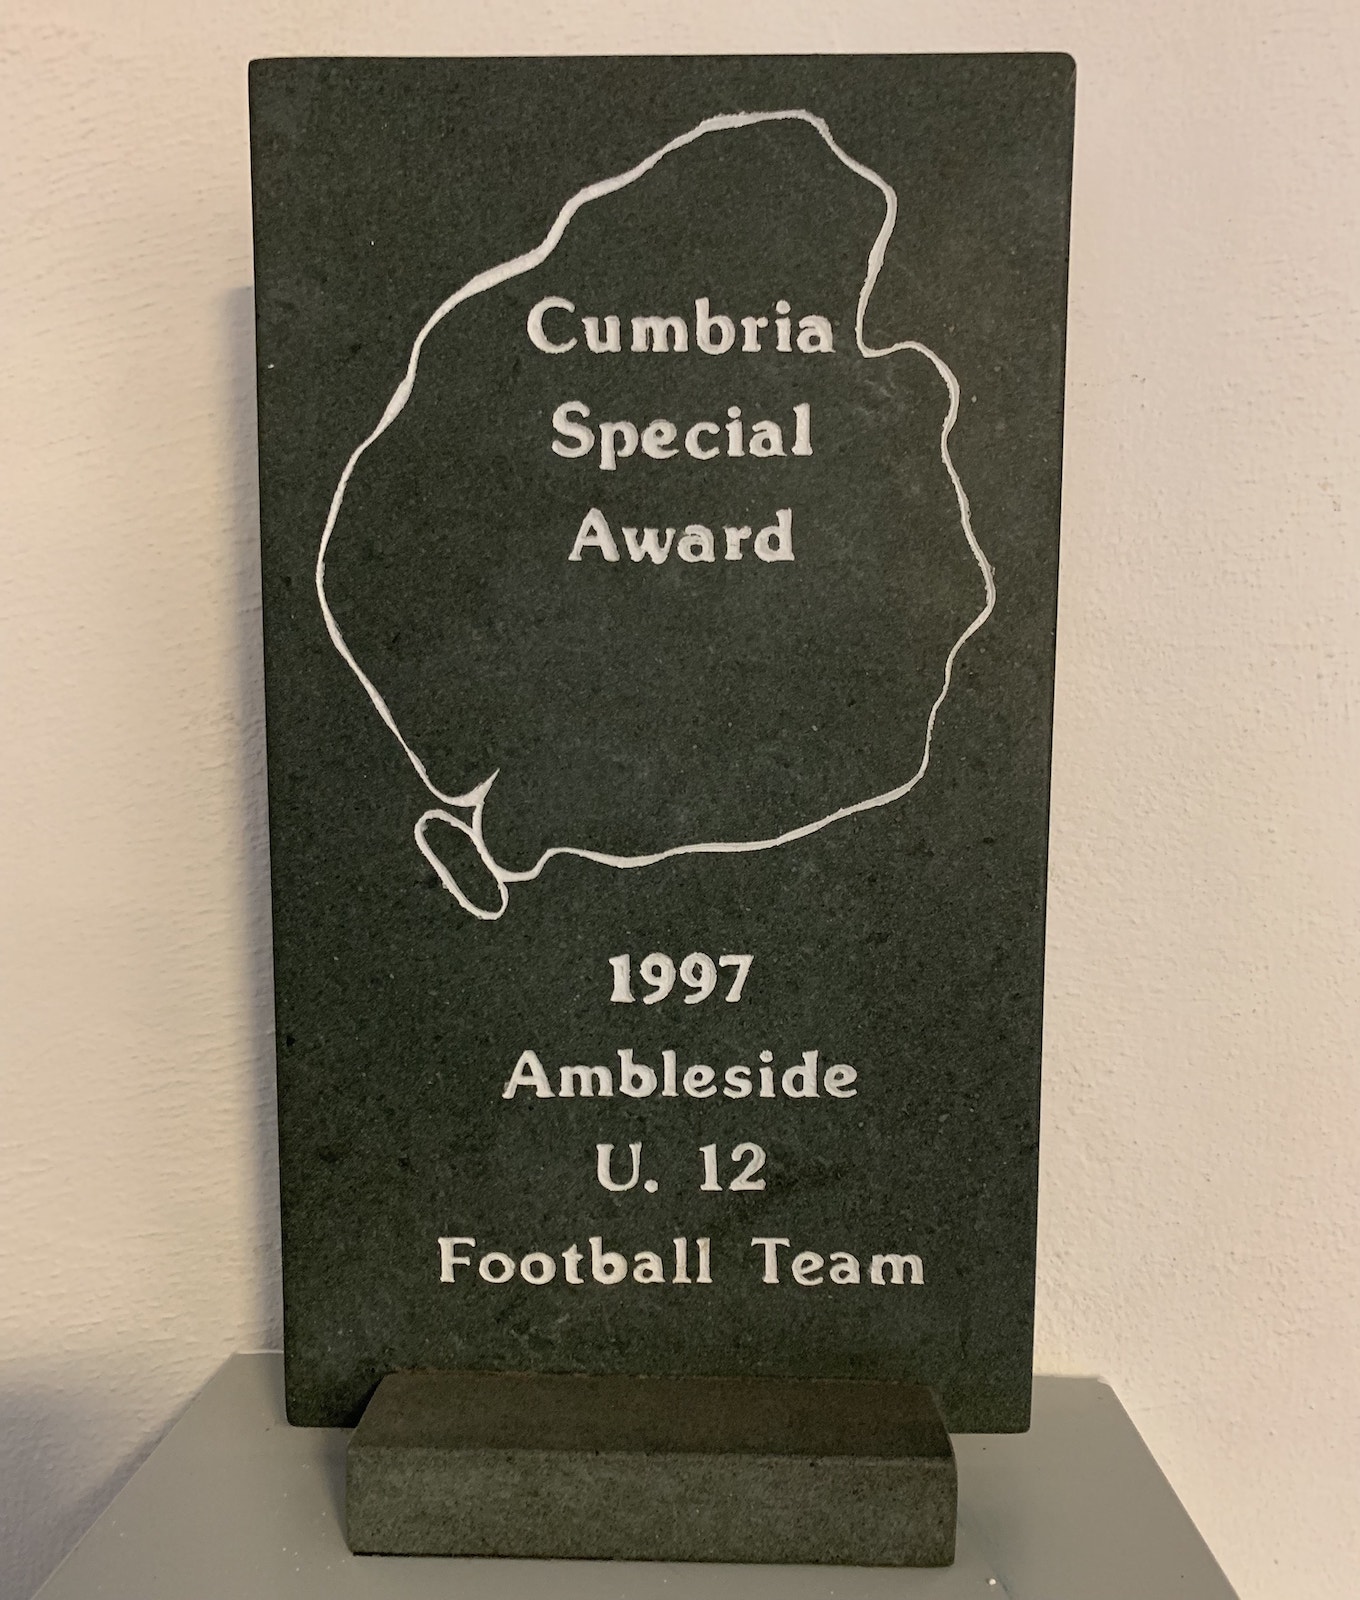 Cumbria
Special
Award
1997
Ambleside
U. 12
Football Team